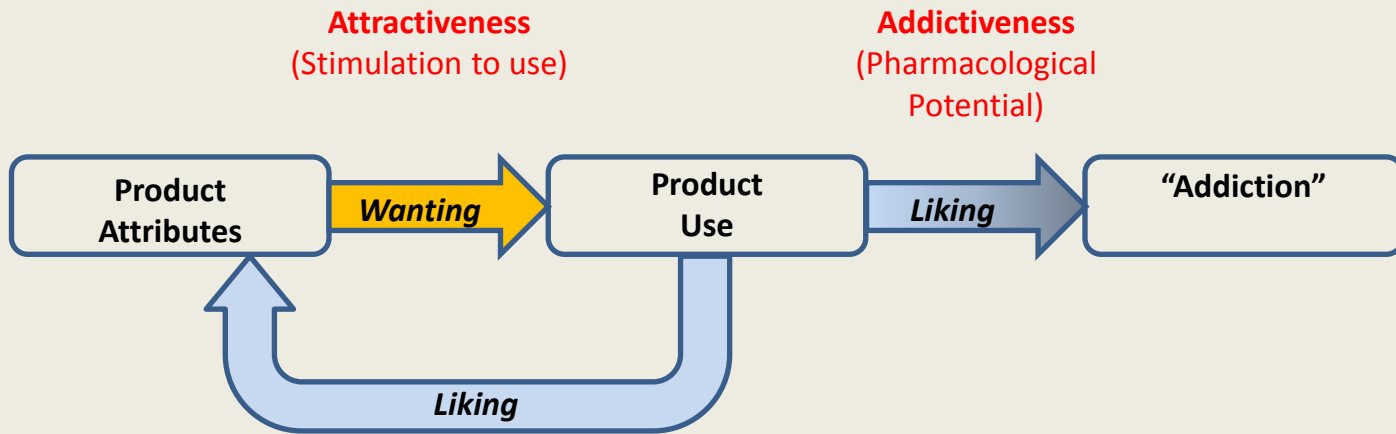 Attractiveness
(Stimulation to use)
Addictiveness
(Pharmacological
Potential)
Product
Attributes
Wanting
Product
Use
Liking
“Addiction”
Liking